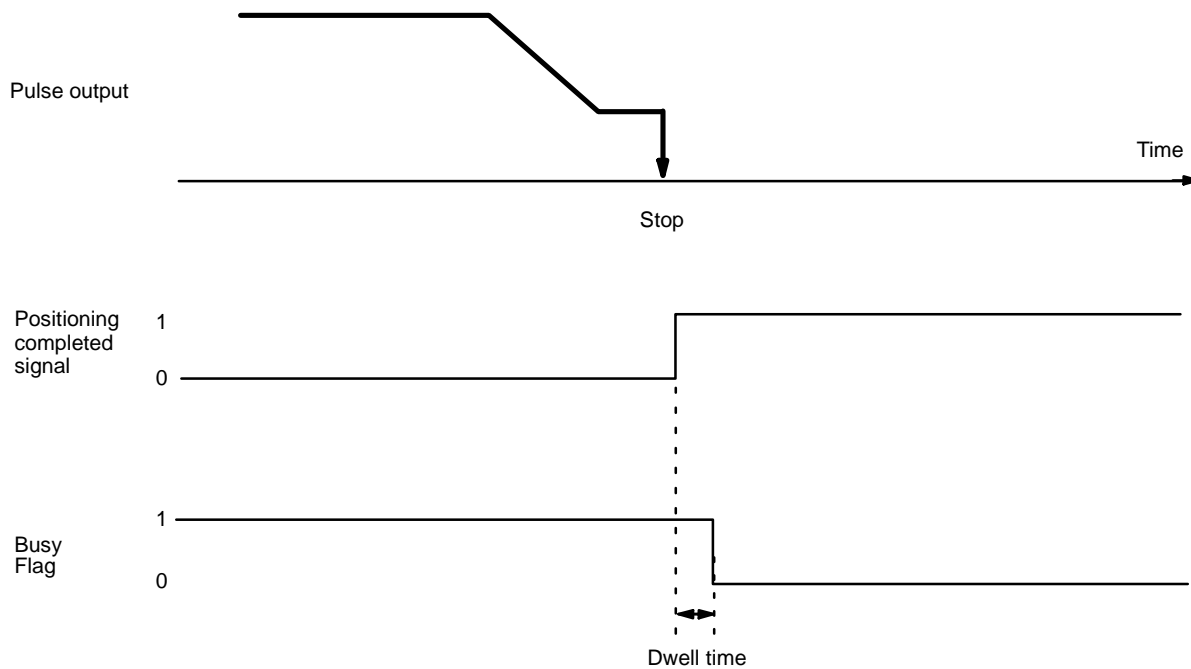 Pulse output
Time
Stop
Positioning
completed
signal
1
0
Busy
Flag
1
0
Dwell time